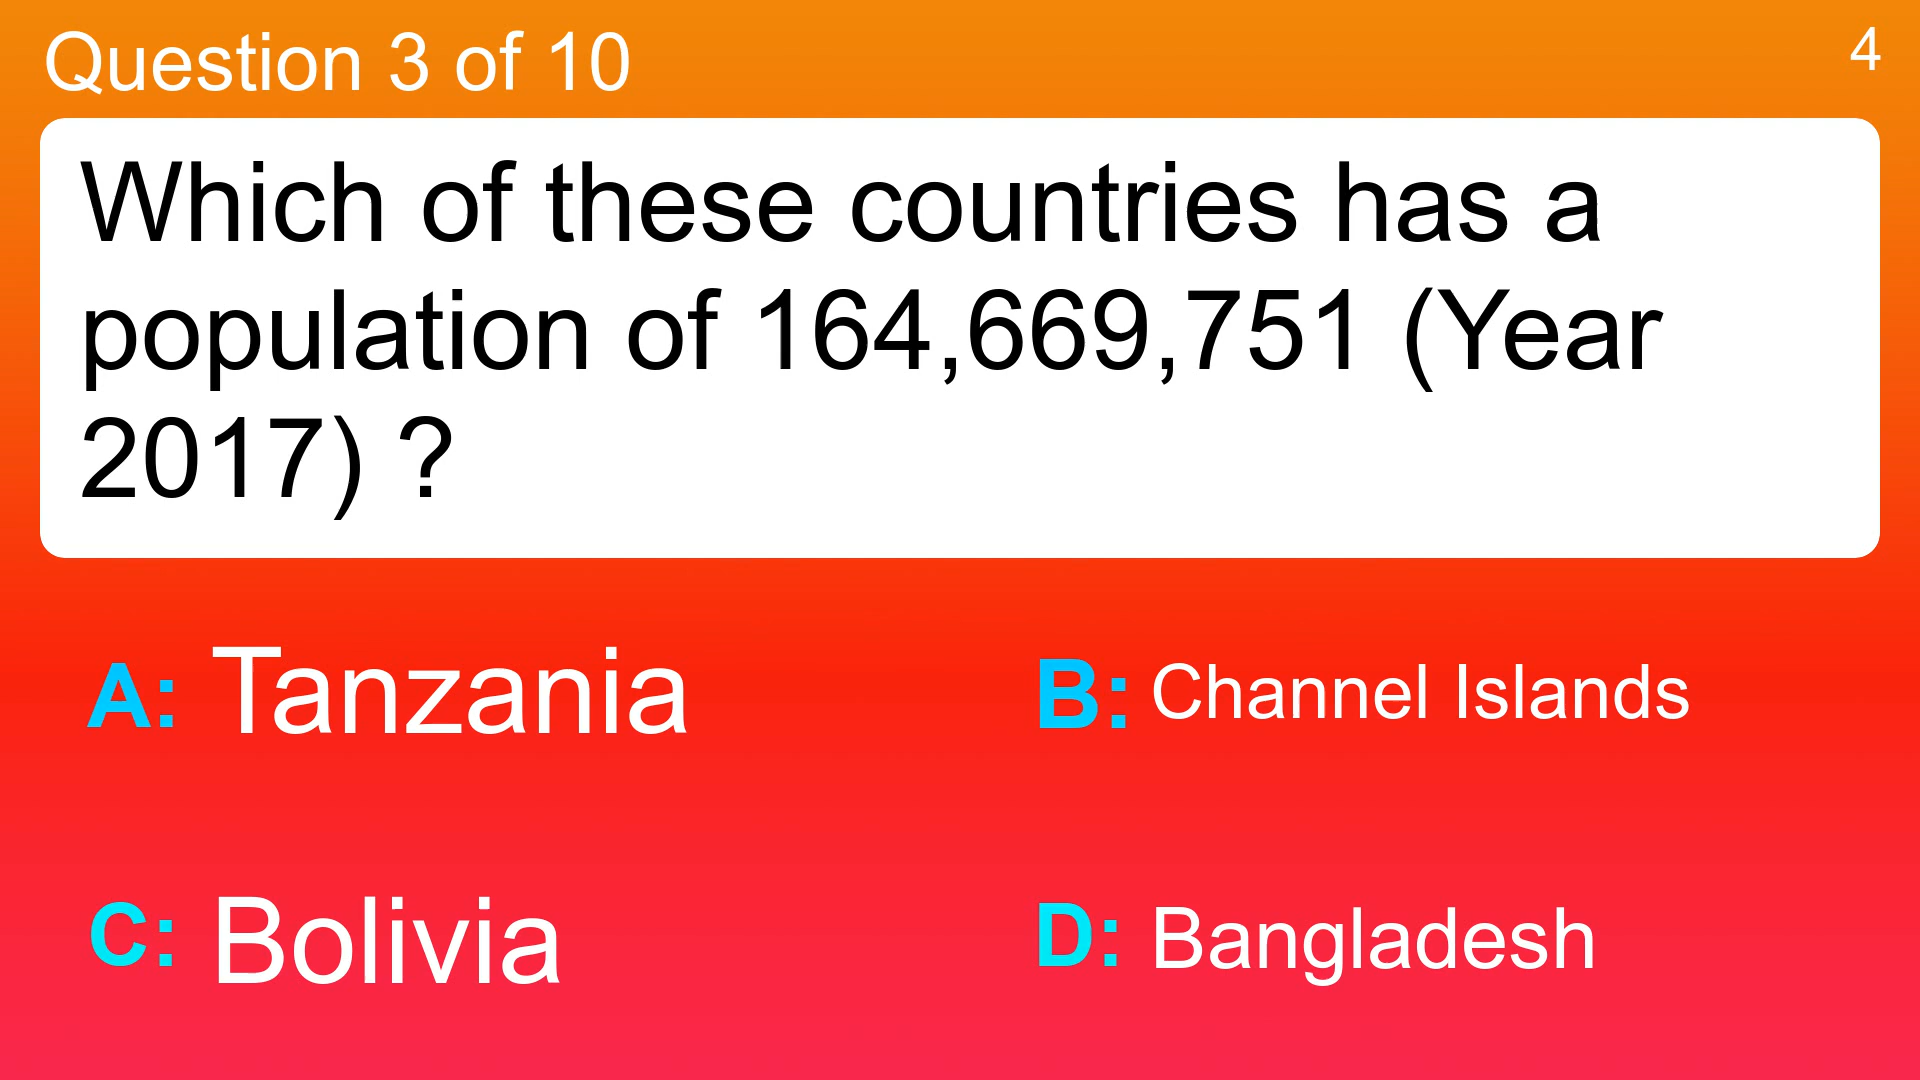 Question 3 of 10
4
Which of these countries has a
population of 164,669,751 (Year
2017) ?
A: Tanzania
B: Channel Islands
C: Bolivia
D: Bangladesh